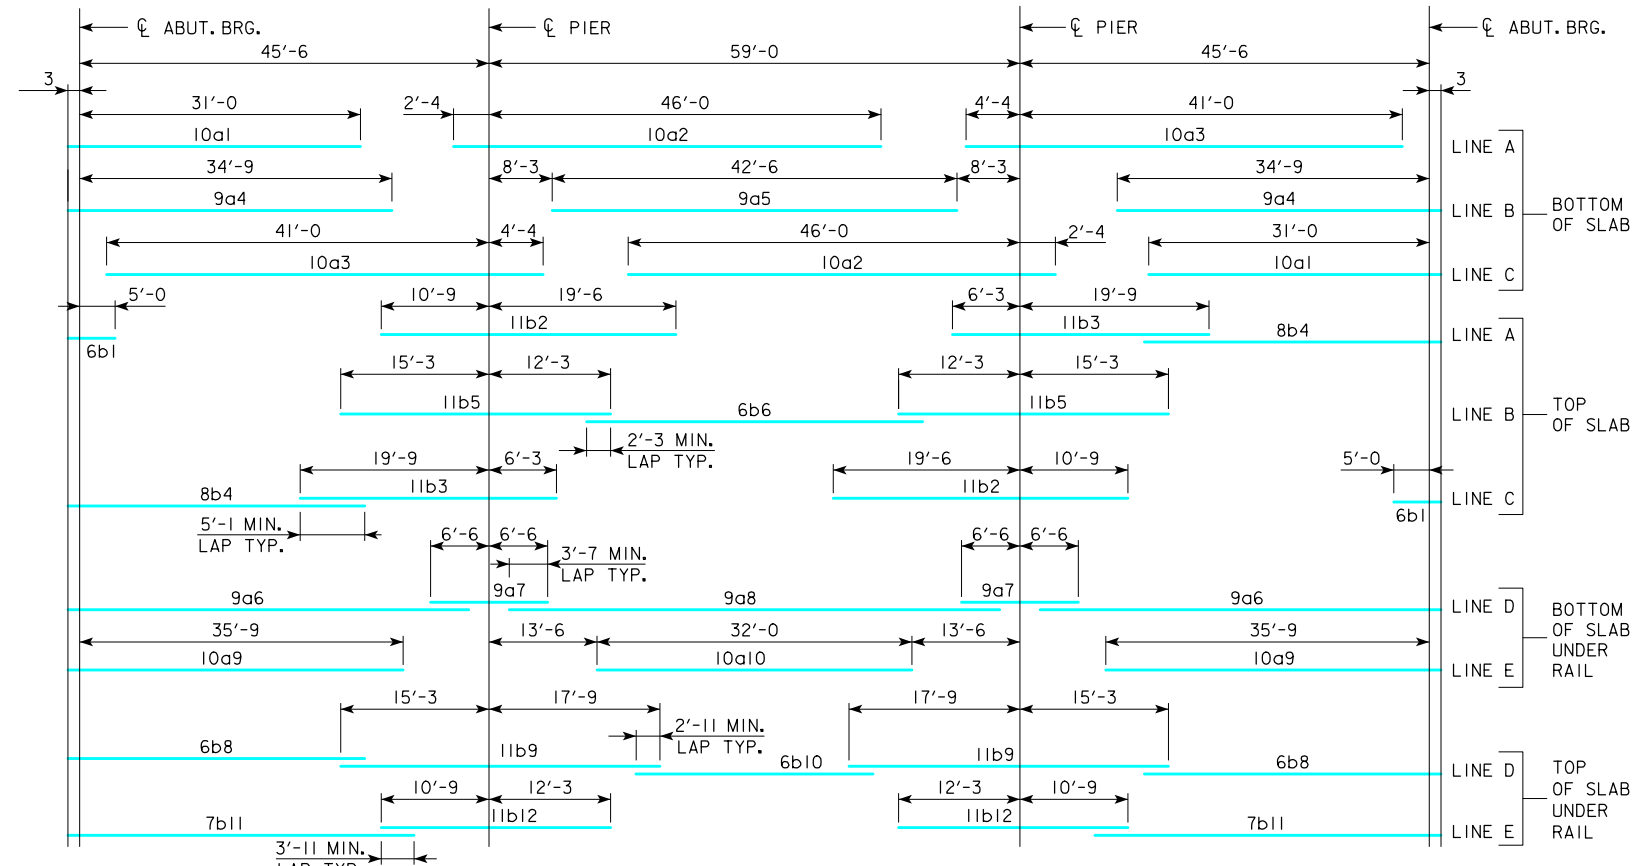 ℄ ABUT. BRG.
℄ PIER
℄ PIER
℄ ABUT. BRG.
45'-6
59'-0
45'-6
3
3
31'-0
2'-4
46'-0
4'-4
41'-0
10a1
10a2
10a3
LINE A
34'-9
8'-3
42'-6
8'-3
34'-9
9a4
9a5
9a4
LINE B
BOTTOM
OF SLAB
41'-0
4'-4
46'-0
2'-4
31'-0
10a3
10a2
10a1
LINE C
5'-0
10'-9
19'-6
6'-3
19'-9
11b2
11b3
8b4
LINE A
6b1
15'-3
12'-3
12'-3
15'-3
11b5
6b6
11b5
LINE B
TOP
OF SLAB
2'-3 MIN.
LAP TYP.
19'-9
6'-3
19'-6
10'-9
5'-0
8b4
11b3
11b2
LINE C
6b1
5'-1 MIN.
LAP TYP.
6'-6
6'-6
6'-6
6'-6
3'-7 MIN.
LAP TYP.
9a6
9a7
9a8
9a7
9a6
LINE D
BOTTOM
OF SLAB
UNDER
RAIL
35'-9
13'-6
32'-0
13'-6
35'-9
10a9
10a10
10a9
LINE E
15'-3
17'-9
17'-9
15'-3
2'-11 MIN.
LAP TYP.
6b8
11b9
6b10
11b9
6b8
LINE D
TOP
OF SLAB
UNDER
RAIL
10'-9
12'-3
12'-3
10'-9
7b11
11b12
11b12
7b11
LINE E
3'-11 MIN.
LAP TYP.